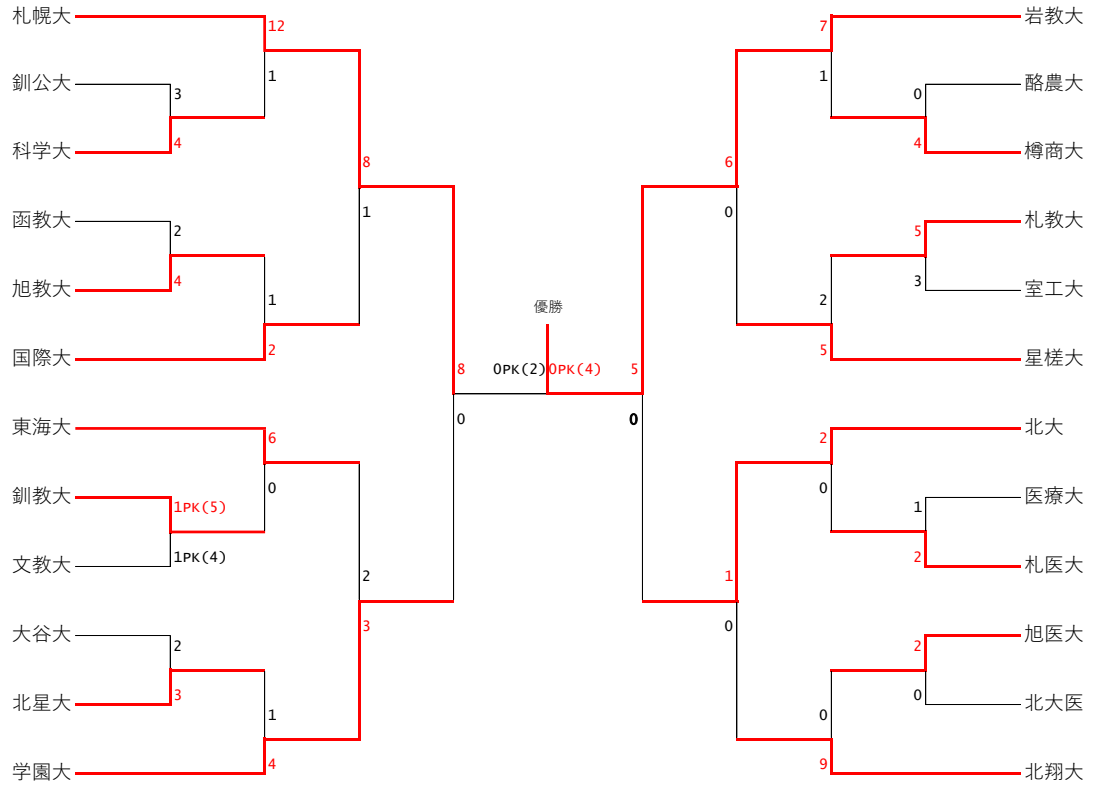 札幌大
12
釧公大
3
1
科学大
4
8
函教大
2
1
旭教大
4
1
国際大
2
8
東海大
6
0
釧教大
1PK(5)
0
文教大
1PK(4)
2
大谷大
2
3
北星大
3
1
学園大
4
優勝
0PK(2)
0PK(4)
岩教大
7
酪農大
0
1
樽商大
4
6
札教大
5
0
室工大
3
2
星槎大
5
5
北大
2
0
医療大
1
0
札医大
2
1
旭医大
2
0
北大医
0
0
北翔大
9